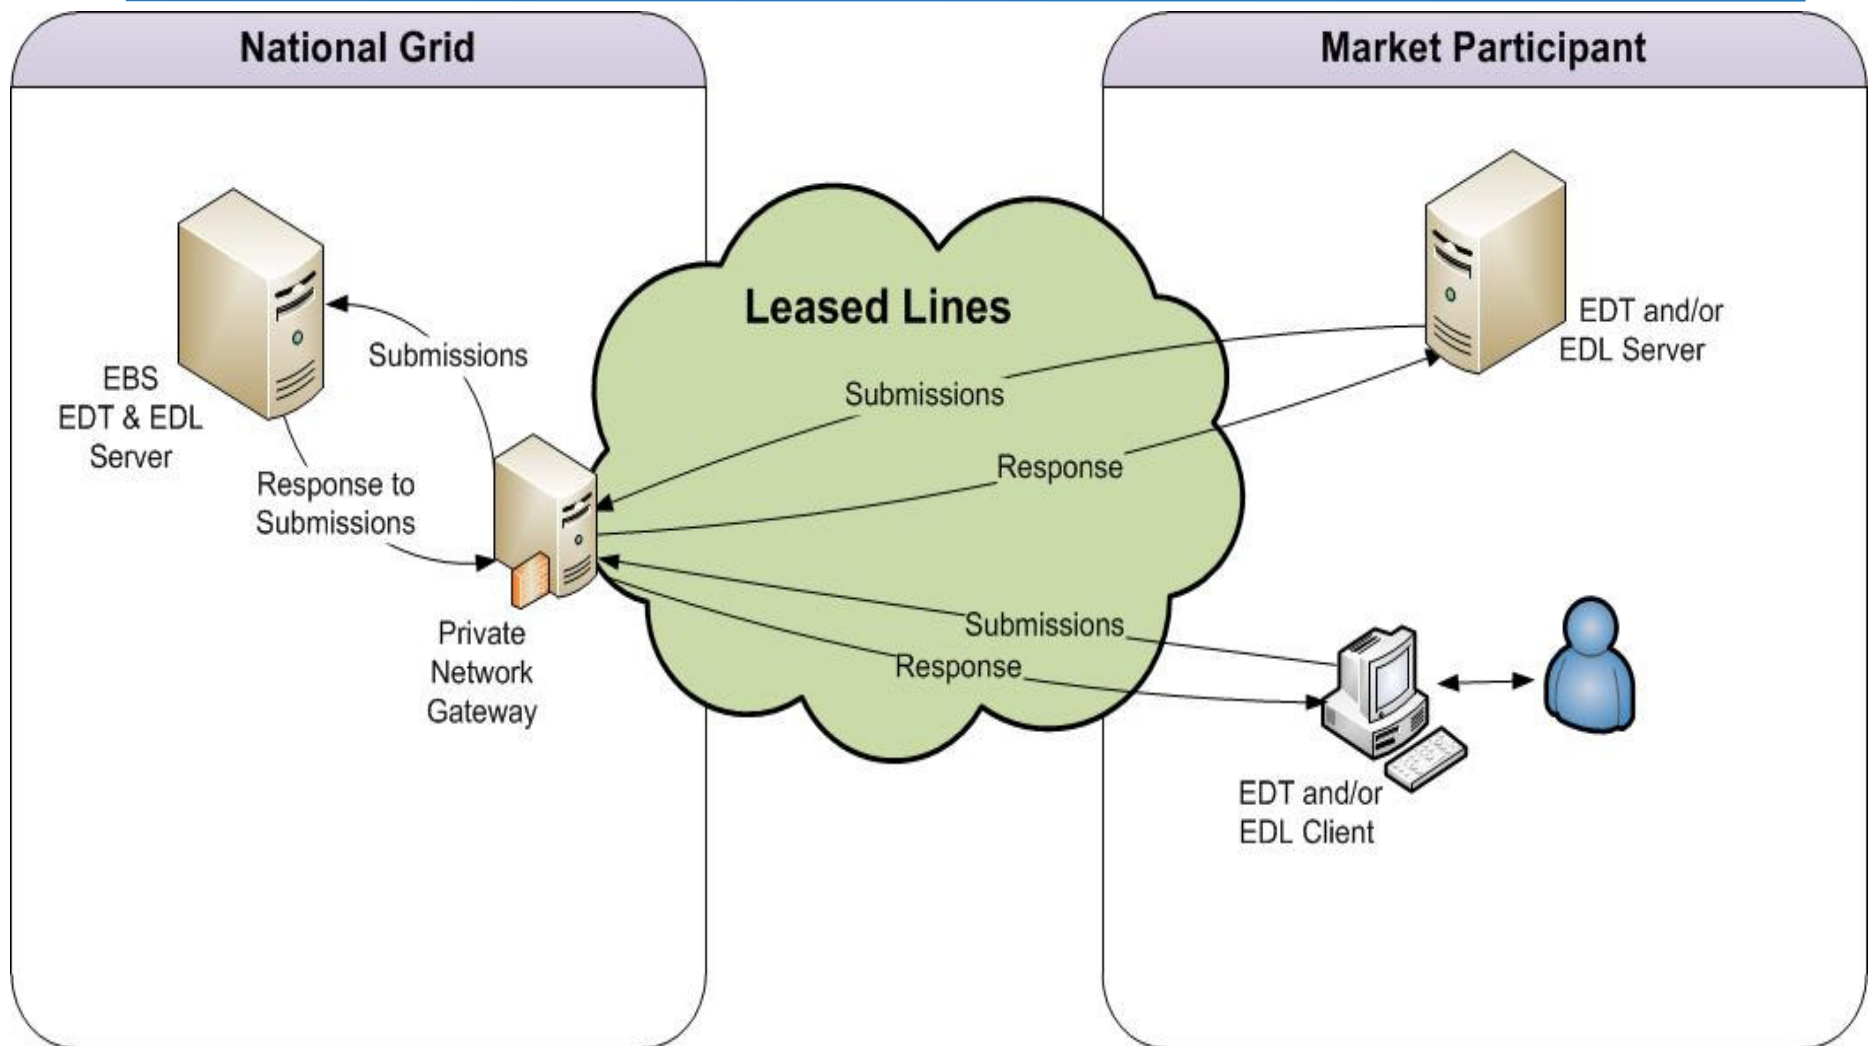 National Grid
Market Participant
Leased Lines
EDT and/or
EDL Server
Submissions
EBS
EDT & EDL
Server
Submissions
Response
Response to
Submissions
Submissions
Private
Network
Gateway
Response
EDT and/or
EDL Client